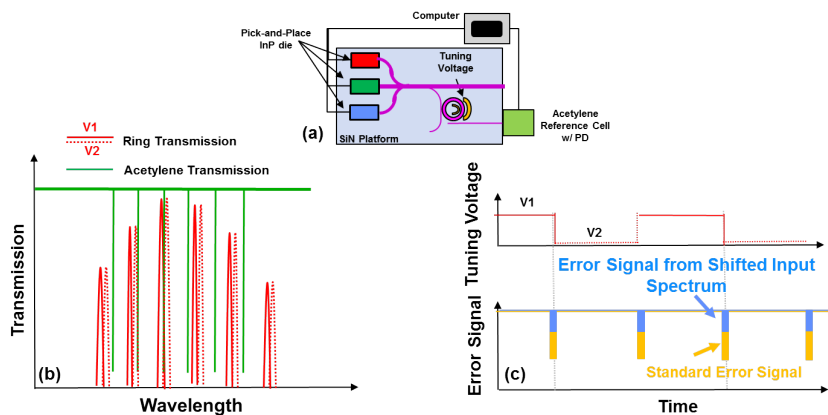 Computer
Pick-and-Place
InP die
Tuning
Voltage
(a)
SiN Platform
Acetylene
Reference Cell
w/ PD
V1
V2
Ring Transmission
Acetylene Transmission
Transmission
(b)
Wavelength
Tuning Voltage
V1
V2
Error Signal from Shifted Input
Spectrum
Error Signal
Standard Error Signal
(c)
Time